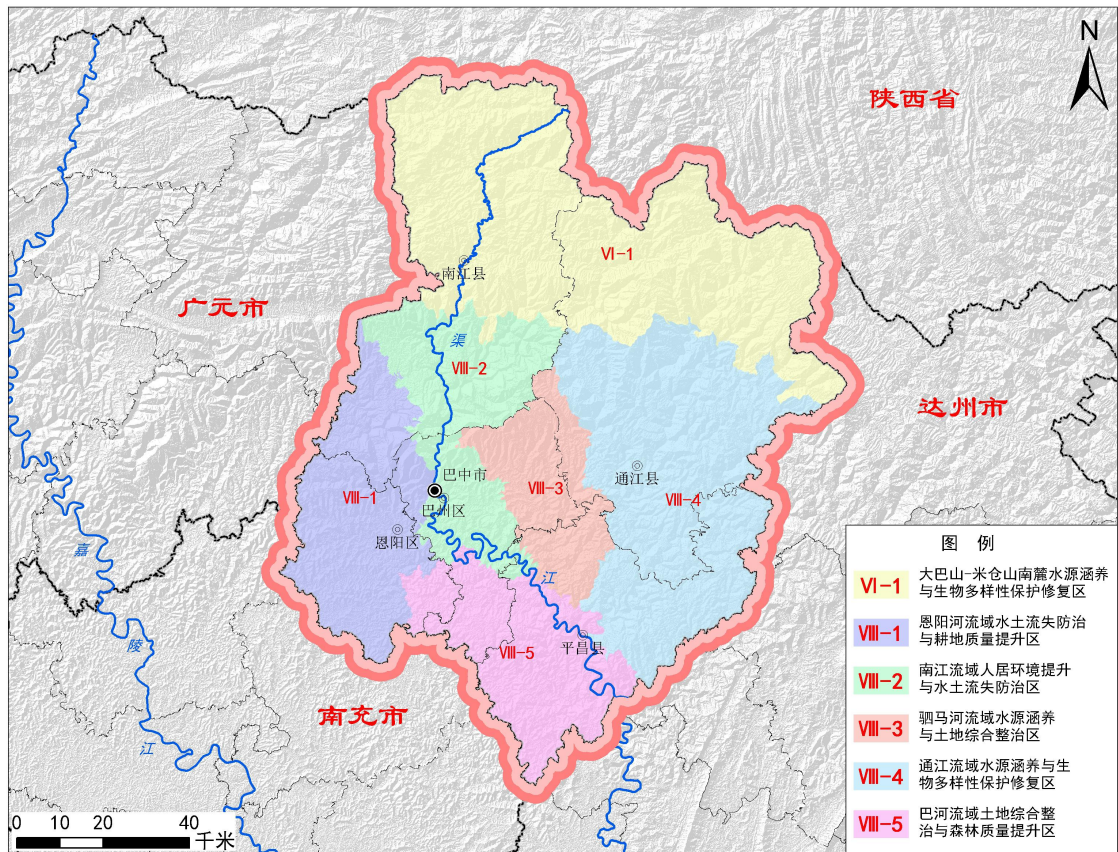 N
陕西省
VI-1
南江县
广元市
渠
VIII-2
达州市
巴中市
通江县
VIII-1
VIII-3
VIII-4
巴州区
恩阳区
嘉
江
陵
平昌县
VIII-5
南充市
江
图 例
VI-1
大巴山-米仓山南麓水源涵养
与生物多样性保护修复区
VIII-1
恩阳河流域水土流失防治
与耕地质量提升区
VIII-2
南江流域人居环境提升
与水土流失防治区
VIII-3
驷马河流域水源涵养
与土地综合整治区
VIII-4
通江流域水源涵养与生
物多样性保护修复区
VIII-5
巴河流域土地综合整
治与森林质量提升区
0 10 20 40
千米